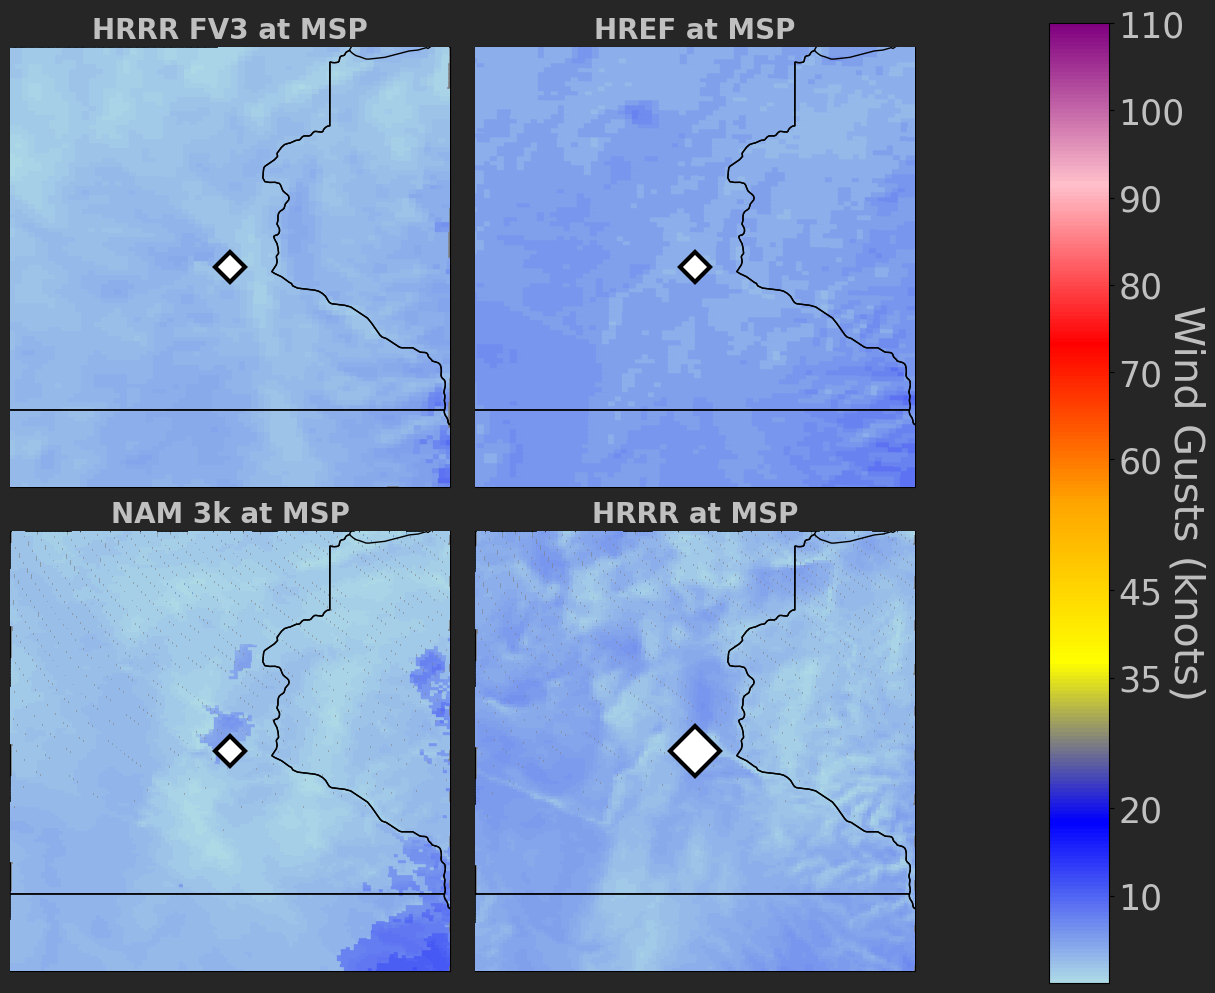 HRRR FV3 at MSP
HREF at MSP
NAM 3k at MSP
HRRR at MSP
110
100
90
80
70
60
45
35
20
10
Wind Gusts (knots)